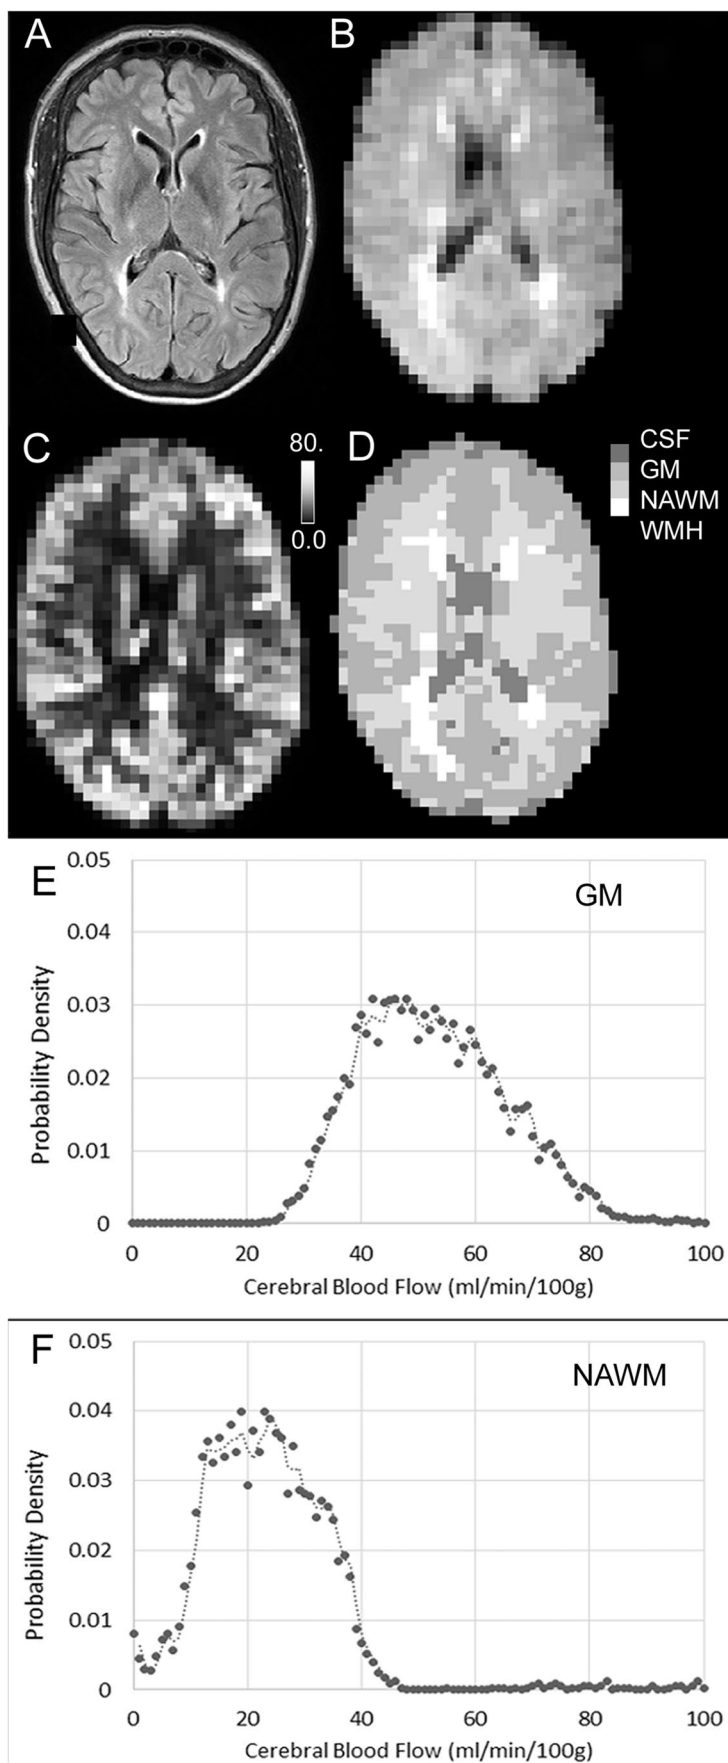 A
B
C
80.
0.0
D
CSF
GM
NAWM
WMH
E
GM
0.05
0.04
0.03
0.02
0.01
0
Probability Density
0
20
40
60
80
100
Cerebral Blood Flow (ml/min/100g)
F
NAWM
0.05
0.04
0.03
0.02
0.01
0
Probability Density
0
20
40
60
80
100
Cerebral Blood Flow (ml/min/100g)